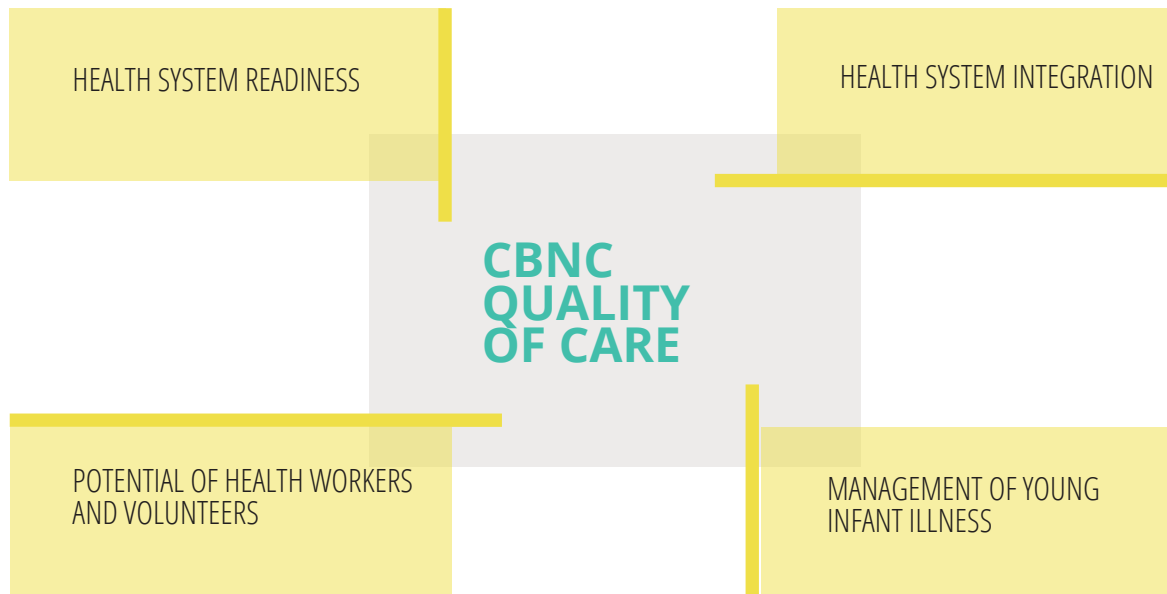 HEALTH SYSTEM READINESS
HEALTH SYSTEM INTEGRATION
CBNC
QUALITY
OF CARE
POTENTIAL OF HEALTH WORKERS
AND VOLUNTEERS
MANAGEMENT OF YOUNG
INFANT ILLNESS